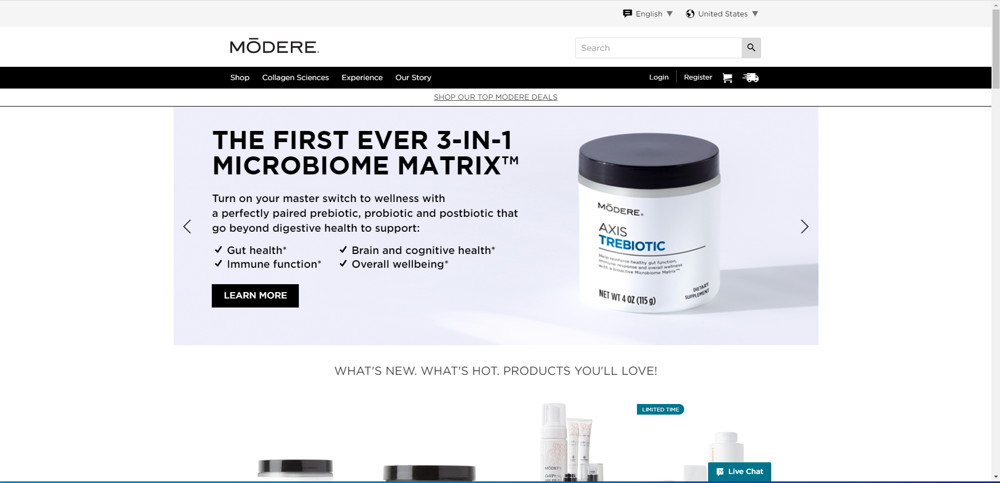 English ▼ United States ▼
MŌDERE.
Search
Shop Collagen Sciences Experience Our Story Login Register
SHOP OUR TOP MODERE DEALS
THE FIRST EVER 3-IN-1
MICROBIOME MATRIX™
Turn on your master switch to wellness with
a perfectly paired prebiotic, probiotic and postbiotic that
go beyond digestive health to support:
✓ Gut health* ✓ Brain and cognitive health*
✓ Immune function* ✓ Overall wellbeing*
LEARN MORE
MŌDERE®
AXIS
TREBIOTIC
Help reinforce healthy gut function,
immune response and overall wellness
with a bioactive Microbiome Matrix™
NET WT 4 OZ (115 g)
DIETARY
SUPPLEMENT
WHAT'S NEW. WHAT'S HOT. PRODUCTS YOU'LL LOVE!
LIMITED TIME
MŌDERE
CellPr
Live Chat